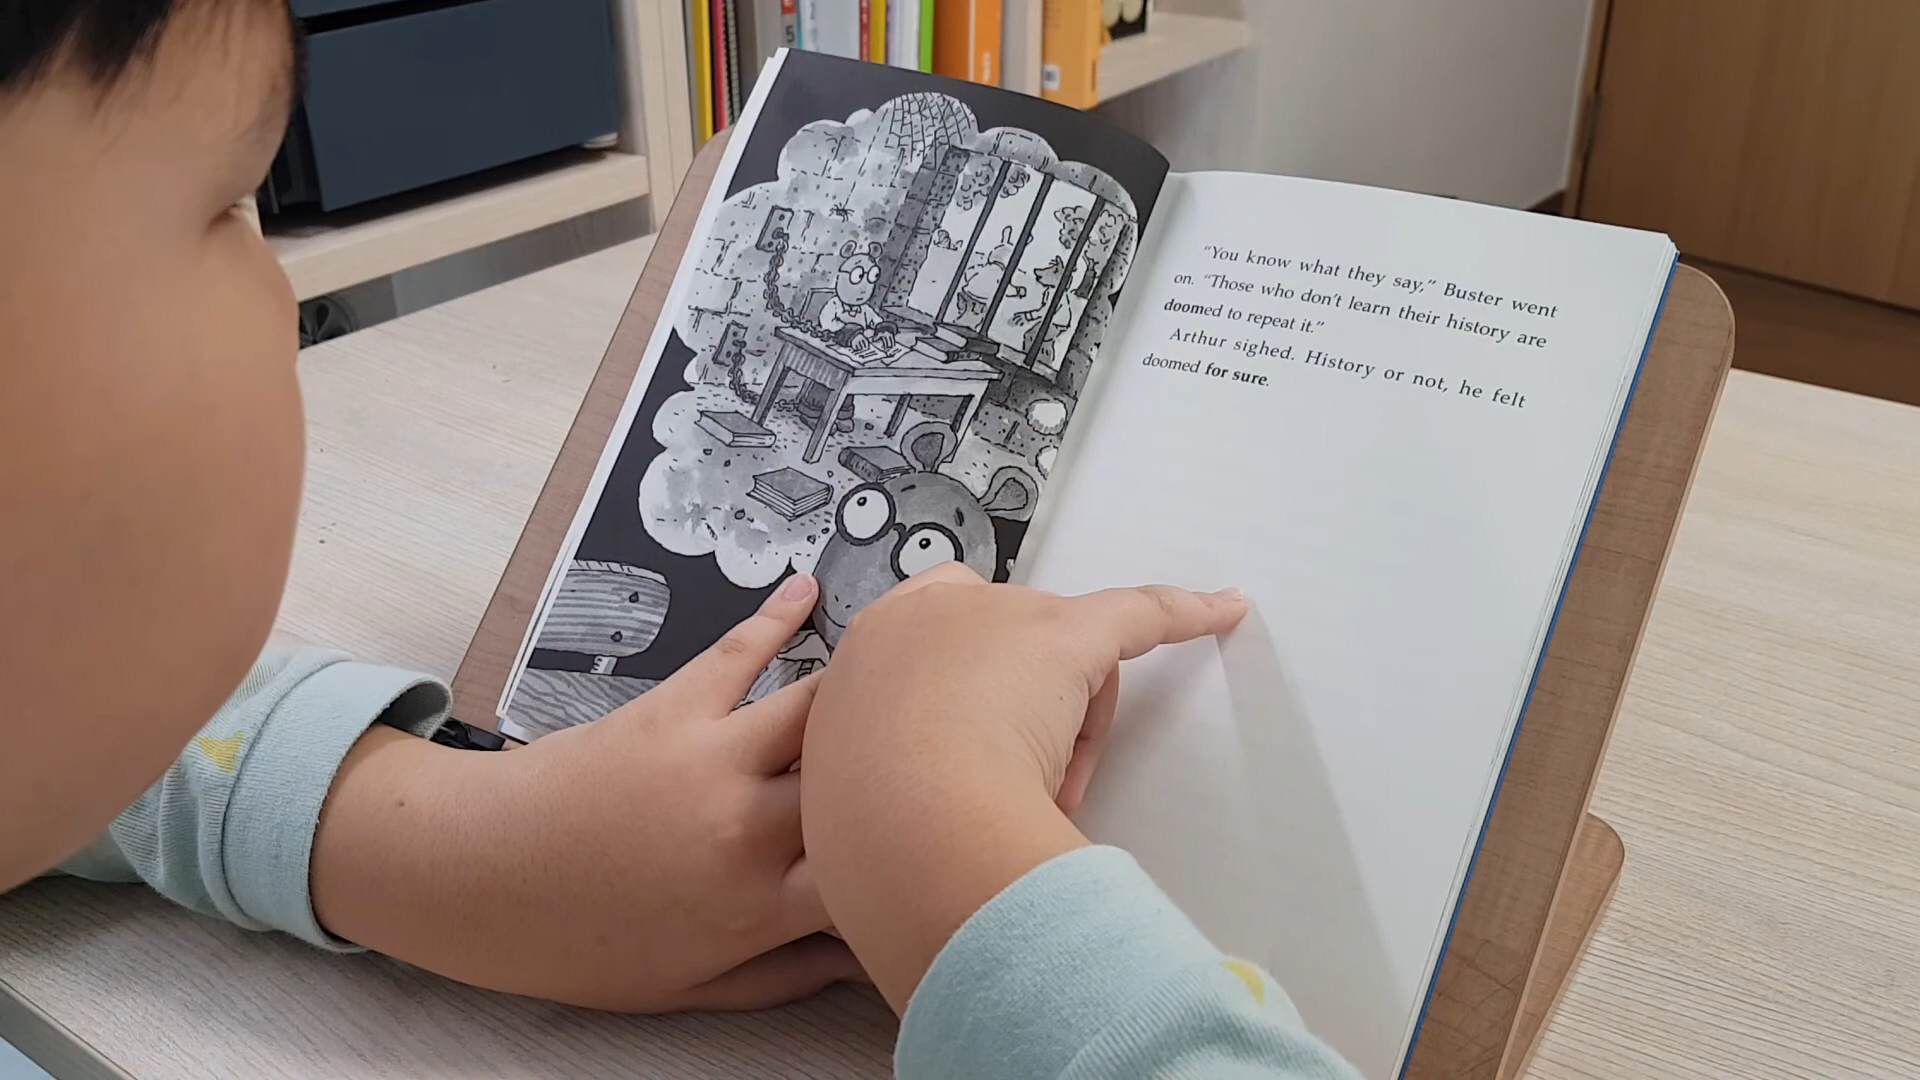 "You know what they say," Buster went
on. "Those who don't learn their history are
doomed to repeat it."
Arthur sighed. History or not, he felt
doomed for sure.
5